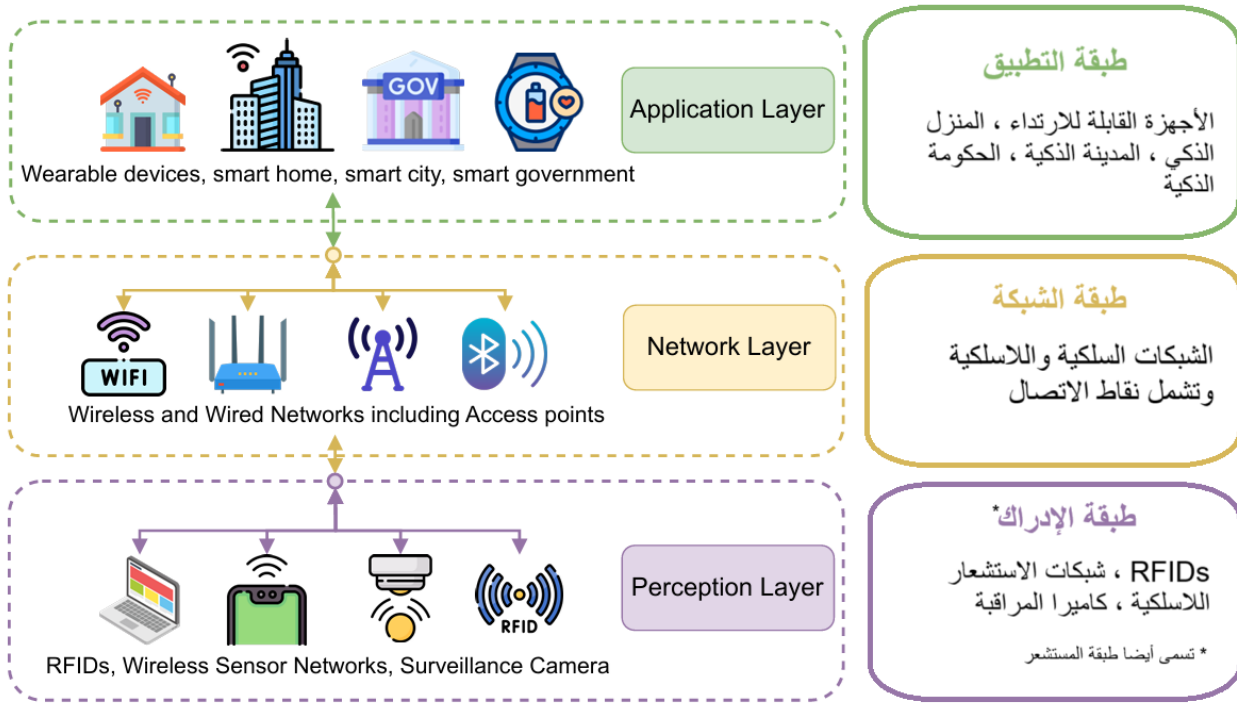 GOV
Application Layer
Wearable devices, smart home, smart city, smart government
طبقة التطبيق
الأجهزة القابلة للارتداء ، المنزل
الذكي ، المدينة الذكية ، الحكومة
الذكية
WIFI
Network Layer
Wireless and Wired Networks including Access points
طبقة الشبكة
الشبكات السلكية واللاسلكية
وتشمل نقاط الاتصال
RFID
Perception Layer
RFIDs, Wireless Sensor Networks, Surveillance Camera
طبقة الإدراك*
RFIDs ، شبكات الاستشعار
اللاسلكية ، كاميرا المراقبة
* تسمى أيضا طبقة المستشعر